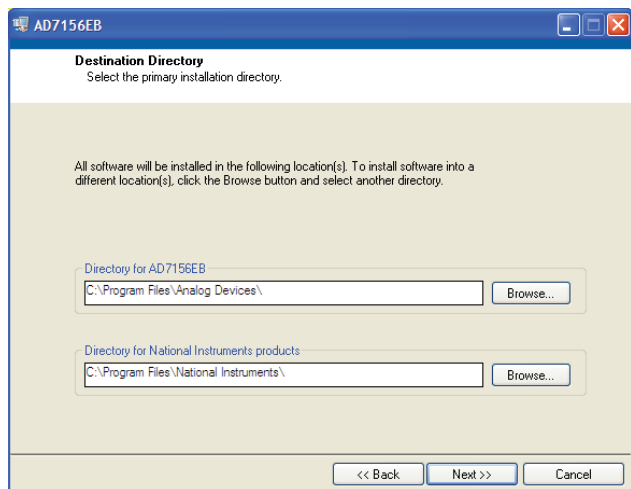 AD7156EB
Destination Directory
Select the primary installation directory.
All software will be installed in the following location(s). To install software into a
different location(s), click the Browse button and select another directory.
Directory for AD7156EB
C:\Program Files\Analog Devices\
Browse...
Directory for National Instruments products
C:\Program Files\National Instruments\
Browse...
<< Back
Next >>
Cancel